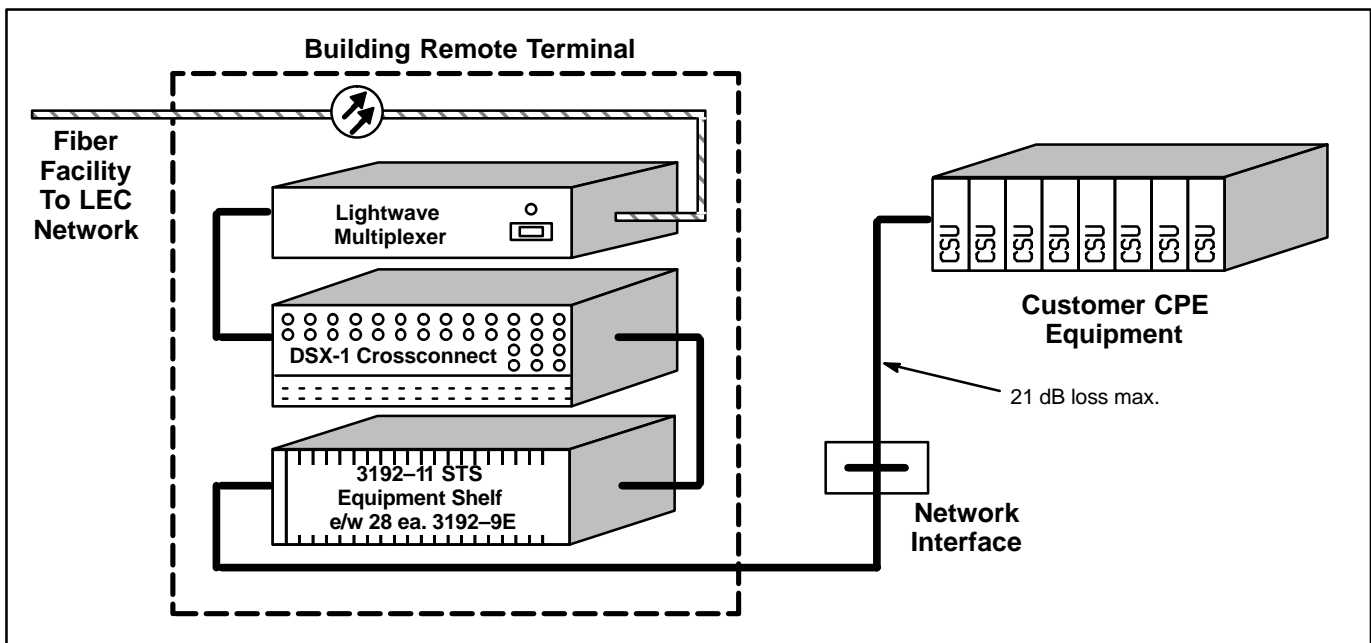 Building Remote Terminal
Fiber
Facility
To LEC
Network
Lightwave
Multiplexer
DSX-1 Crossconnect
3192–11 STS
Equipment Shelf
e/w 28 ea. 3192–9E
CSU CSU CSU CSU CSU CSU CSU CSU
Customer CPE
Equipment
21 dB loss max.
Network
Interface